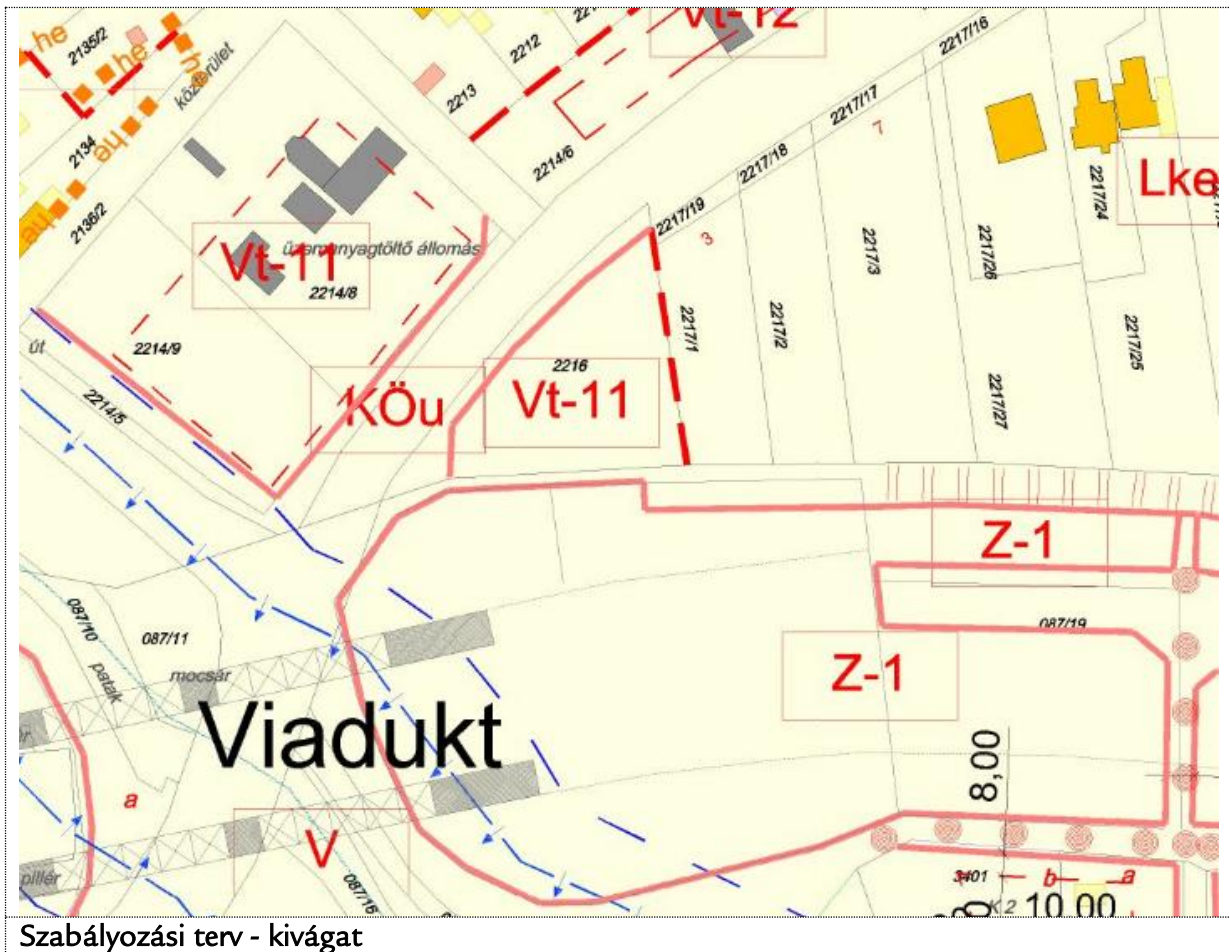 he
2135/2
he
he
közterület
2134
he
2136/2
he
2212
2213
Vt-12
2214/6
2217/16
2217/17
7
2217/18
2217/19
3
2217/24
Lke
2217/3
2217/26
Vt-11
üzemanyagtöltő állomás
2214/8
2214/9
út
2214/5
KÖu
2216
Vt-11
2217/1
2217/2
2217/25
2217/27
Z-1
087/19
Z-1
087/10
087/11
patak
mocsár
Viadukt
8,00
a
V
pillér
087/16
3401
b
a
K 2
10,00
Szabályozási terv - kivágat